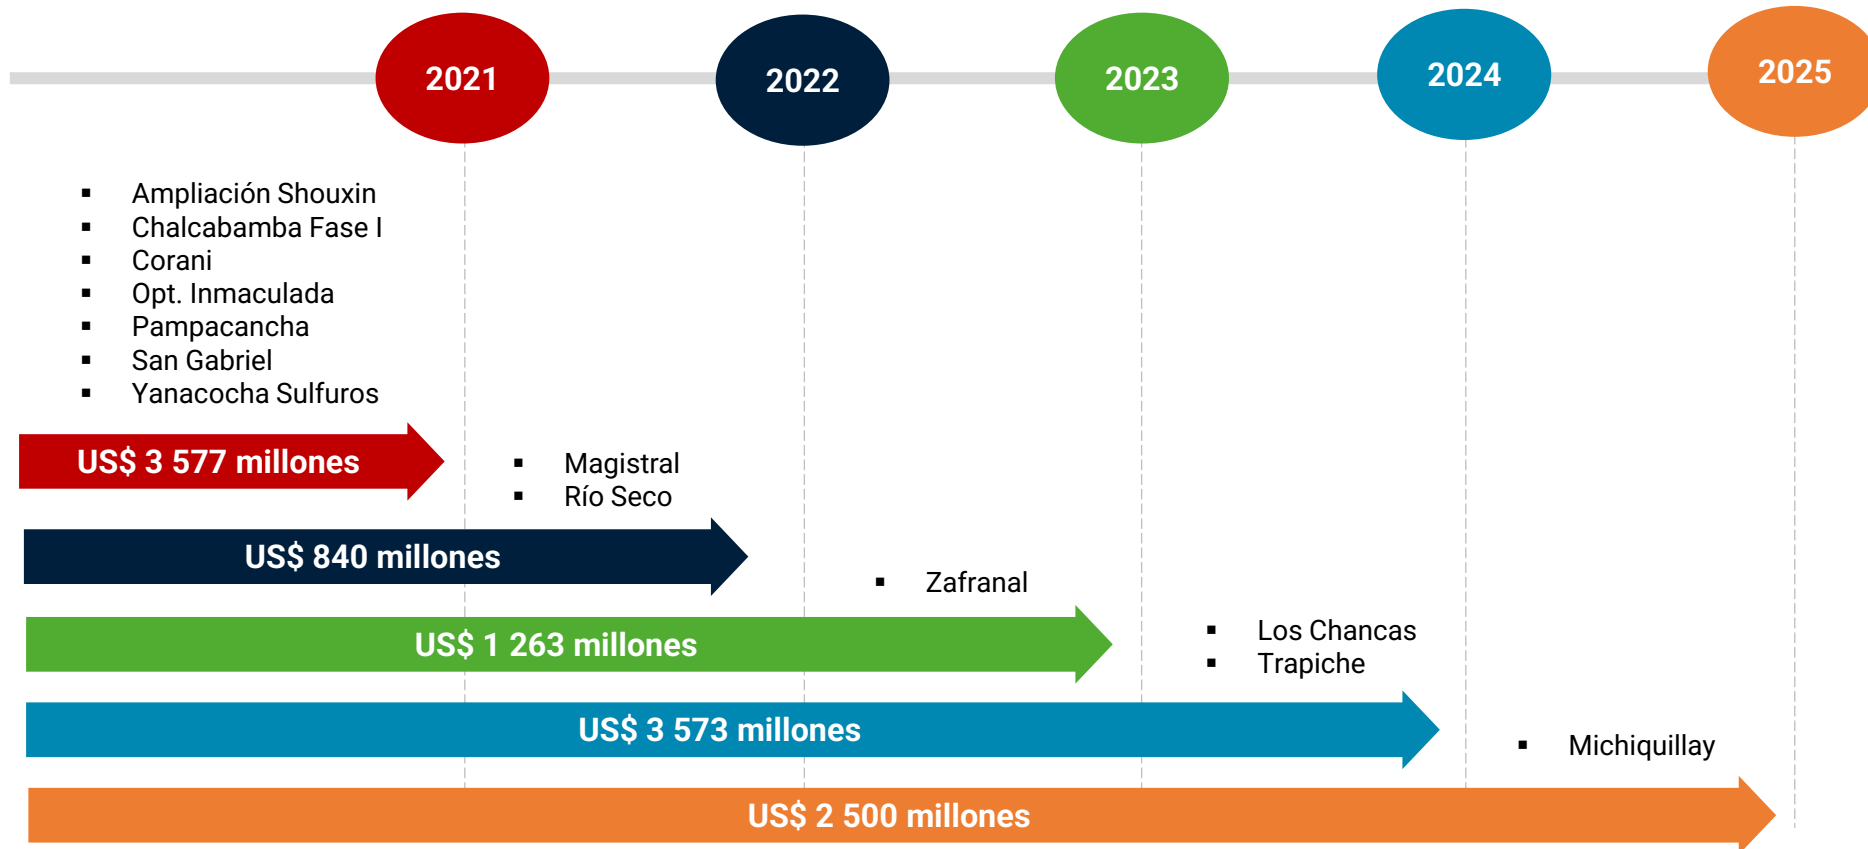 2021
2022
2023
2024
2025
▪ Ampliación Shouxin
▪ Chalcabamba Fase I
▪ Corani
▪ Opt. Inmaculada
▪ Pampacancha
▪ San Gabriel
▪ Yanacocha Sulfuros
US$ 3 577 millones
▪ Magistral
▪ Río Seco
US$ 840 millones
▪ Zafranal
US$ 1 263 millones
▪ Los Chancas
▪ Trapiche
US$ 3 573 millones
▪ Michiquillay
US$ 2 500 millones